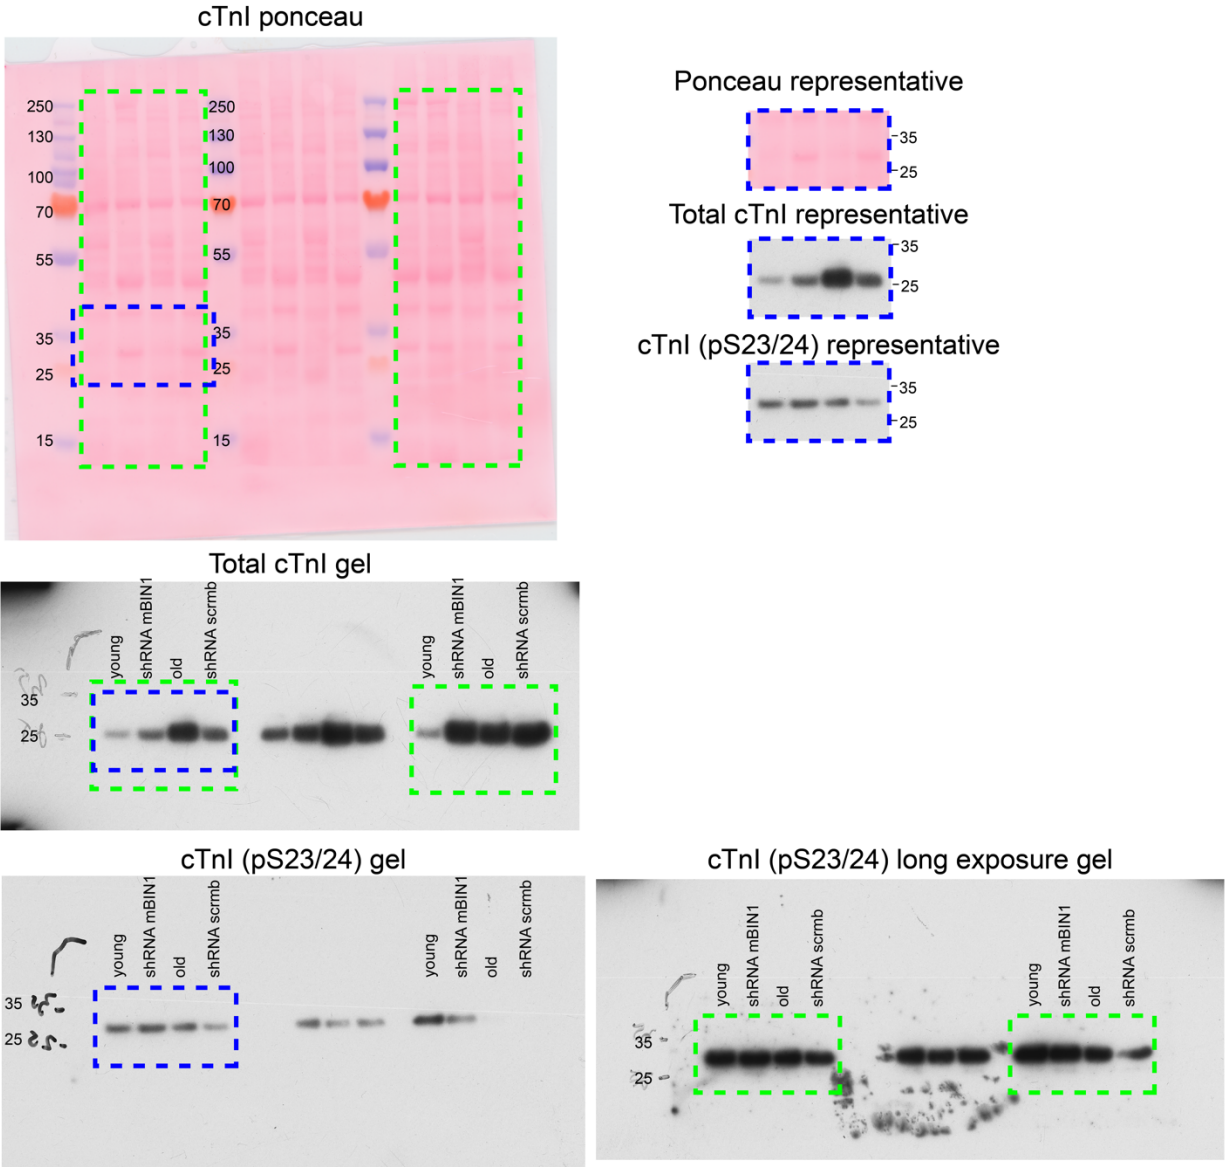 cTnI ponceau
250
130
100
70
55
35
25
15
250
130
100
70
55
35
25
15
Ponceau representative
35
25
Total cTnI representative
35
25
cTnI (pS23/24) representative
35
25
Total cTnI gel
young
shRNA mBIN1
old
shRNA scrmb
young
shRNA mBIN1
old
shRNA scrmb
35
25
cTnI (pS23/24) gel
young
shRNA mBIN1
old
shRNA scrmb
young
shRNA mBIN1
old
shRNA scrmb
35
25
cTnI (pS23/24) long exposure gel
young
shRNA mBIN1
old
shRNA scrmb
young
shRNA mBIN1
old
shRNA scrmb
35
25